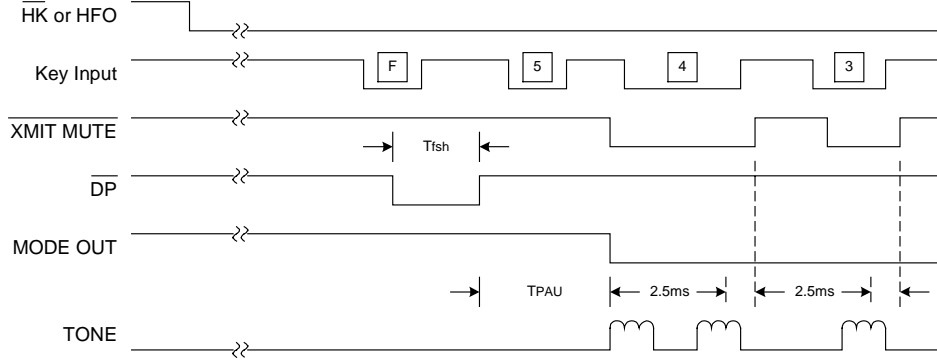 HK or HFO
Key Input
F
5
4
3
XMIT MUTE
Tfsh
DP
MODE OUT
TPAU
2.5ms
2.5ms
TONE